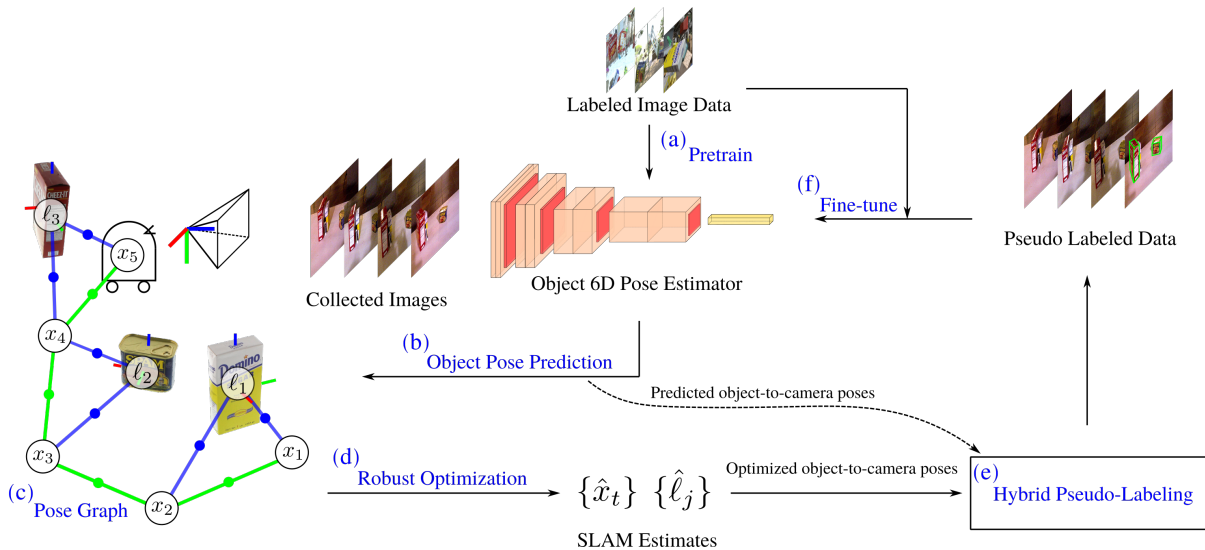 Labeled Image Data
(a)
Pretrain
(f)
Fine-tune
Pseudo Labeled Data
CHEEZ-IT
ℓ₃
x₅
Collected Images
Object 6D Pose Estimator
x₄
(b)
Object Pose Prediction
ℓ₂
Domino
ℓ₁
Predicted object-to-camera poses
x₃
x₁
(d)
Robust Optimization
{x̂ₜ} {ℓ̂ⱼ}
Optimized object-to-camera poses
(e)
Hybrid Pseudo-Labeling
(c)
Pose Graph
x₂
SLAM Estimates